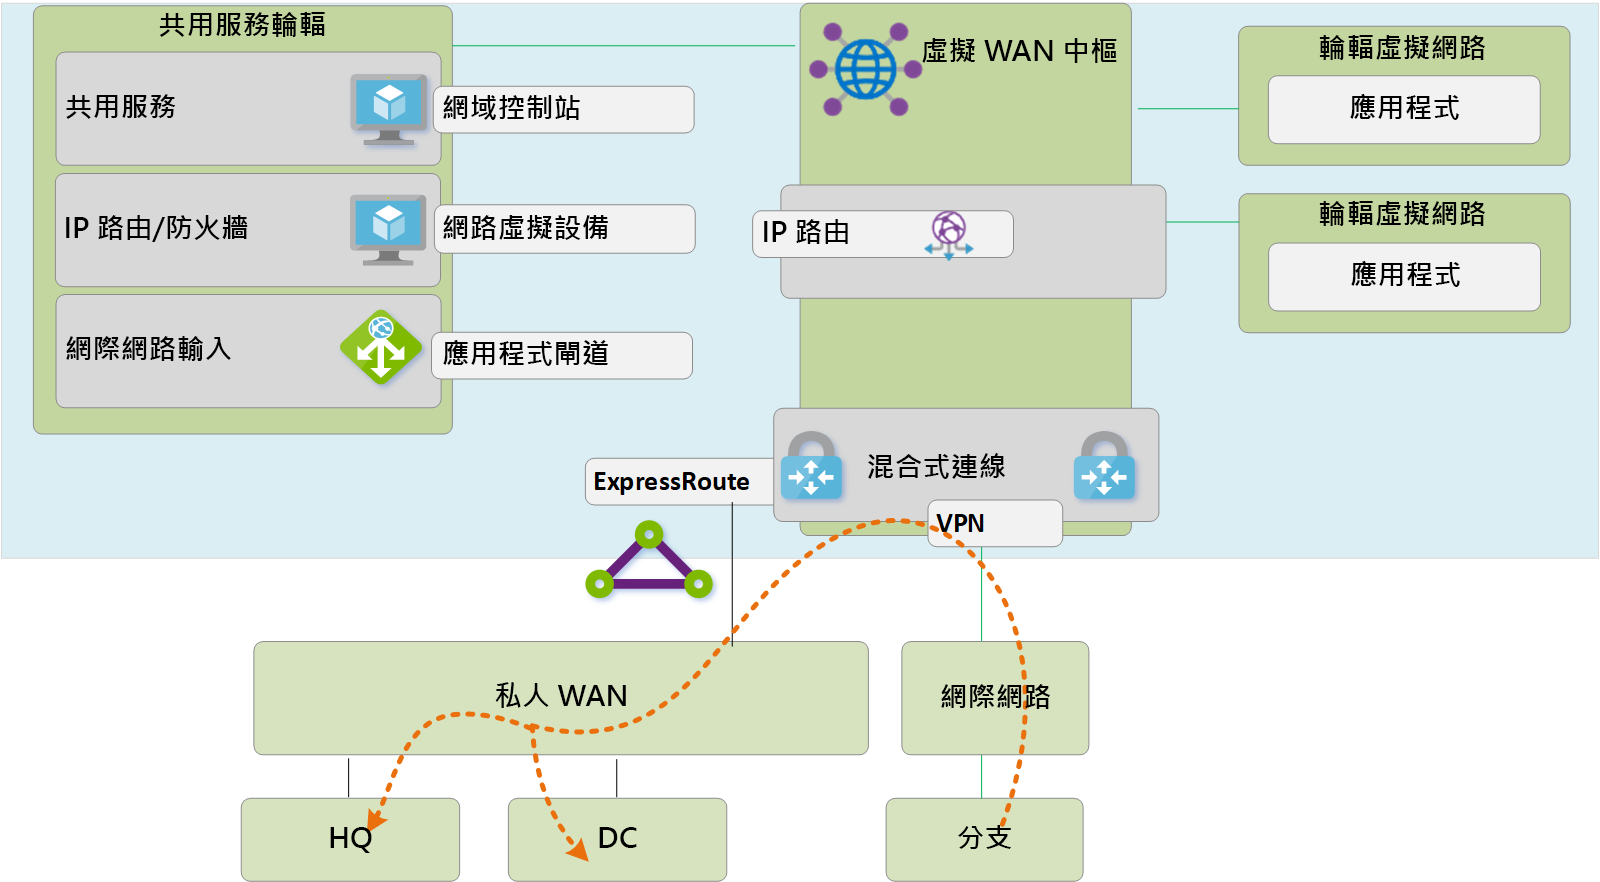 共用服務輪輻
共用服務
網域控制站
IP 路由/防火牆
網路虛擬設備
網際網路輸入
應用程式閘道
虛擬 WAN 中樞
IP 路由
輪輻虛擬網路
應用程式
輪輻虛擬網路
應用程式
混合式連線
ExpressRoute
VPN
私人 WAN
網際網路
HQ
DC
分支